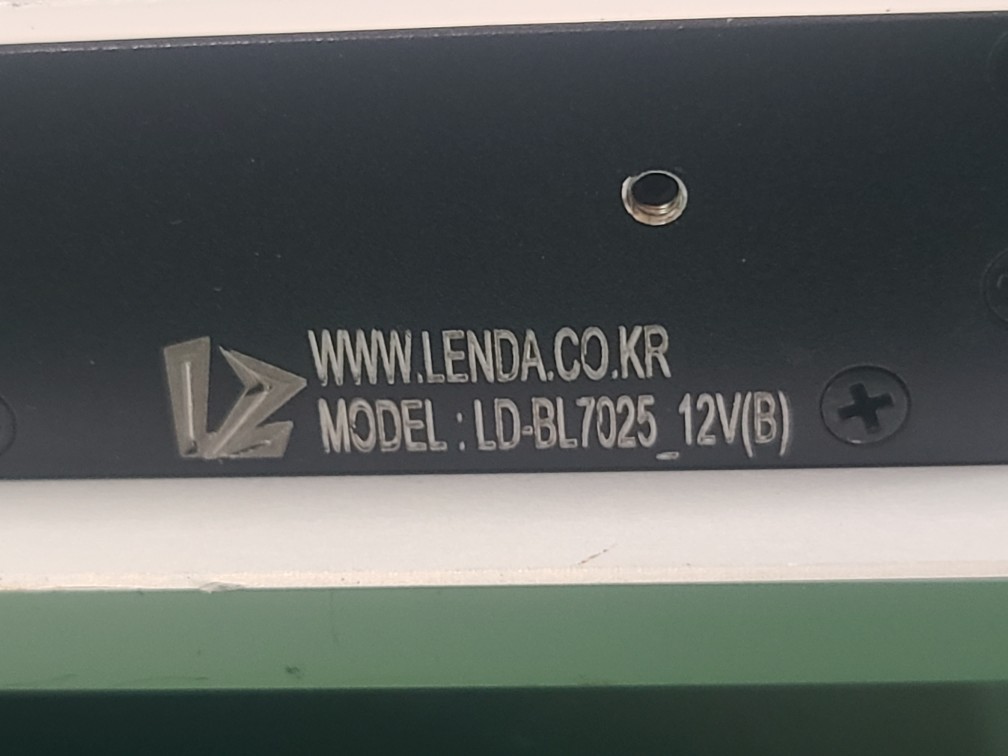 WWW.LENDA.CO.KR
MODEL : LD-BL7025_12V(B)